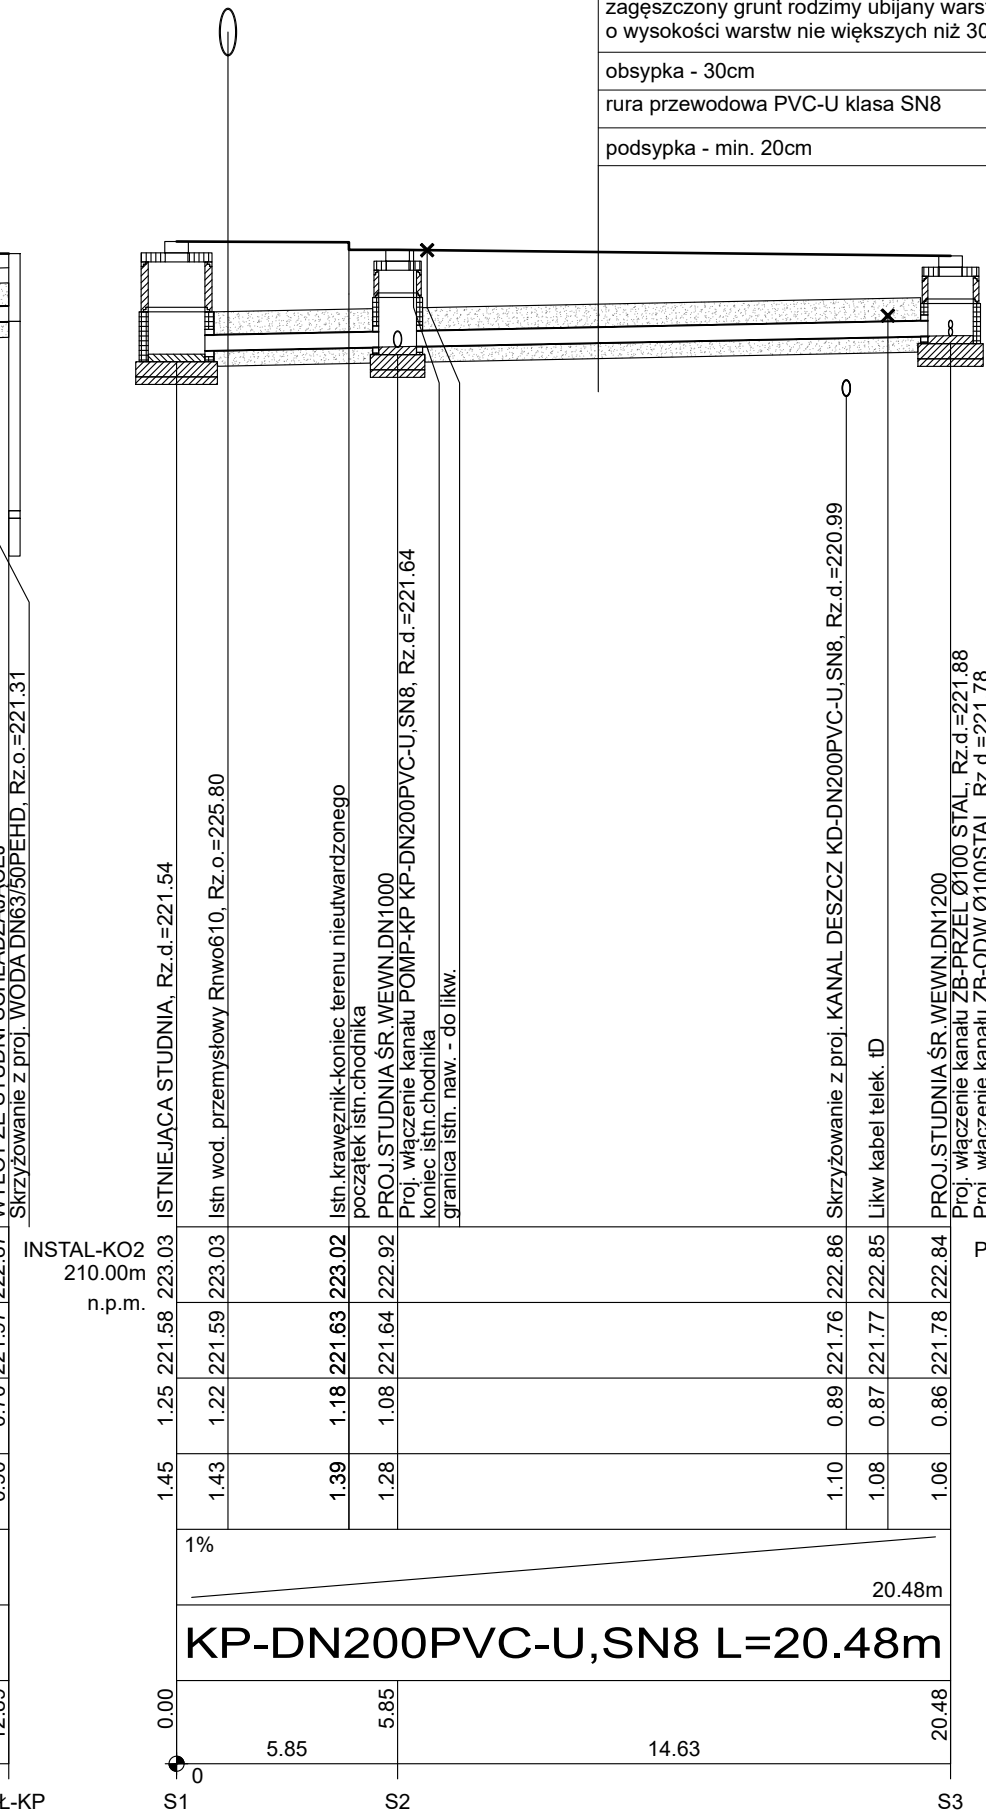 zagęszczony grunt rodzimy ubijany
o wysokości warstw nie większych niż 30
obsypka - 30cm
rura przewodowa PVC-U klasa SN8
podsypka - min. 20cm
Skrzyżowanie z proj. WODA DN63/50PEHD, Rz.o.=221.31
ISTNIEJĄCA STUDNIA, Rz.d.=221.54
Istn wod. przemysłowy Rnwo610, Rz.o.=225.80
Istn.krawężnik-koniec terenu nieutwardzonego
początek istn.chodnika
PROJ.STUDNIA ŚR.WEWN.DN1000
Proj. włączenie kanału POMP-KP KP-DN200PVC-U,SN8, Rz.d.=221.64
koniec istn.chodnika
granica istn. naw. - do likw.
Skrzyżowanie z proj. KANAL DESZCZ KD-DN200PVC-U,SN8, Rz.d.=220.99
Likw kabel telek. tD
PROJ.STUDNIA ŚR.WEWN.DN1200
Proj. włączenie kanału ZB-PRZEL Ø100 STAL, Rz.d.=221.88
Proj. włączenie kanału ZB-ODW Ø100STAL, Rz.d.=221.78
INSTAL-KO2
210.00m
n.p.m.
223.03 223.03 223.02 222.92 222.86 222.85 222.84
221.58 221.59 221.63 221.64 221.76 221.77 221.78
1.25 1.22 1.18 1.08 0.89 0.87 0.86
1.45 1.43 1.39 1.28 1.10 1.08 1.06
1%
20.48m
KP-DN200PVC-U,SN8 L=20.48m
0.00 5.85 20.48
5.85 14.63
0
S1 S2 S3